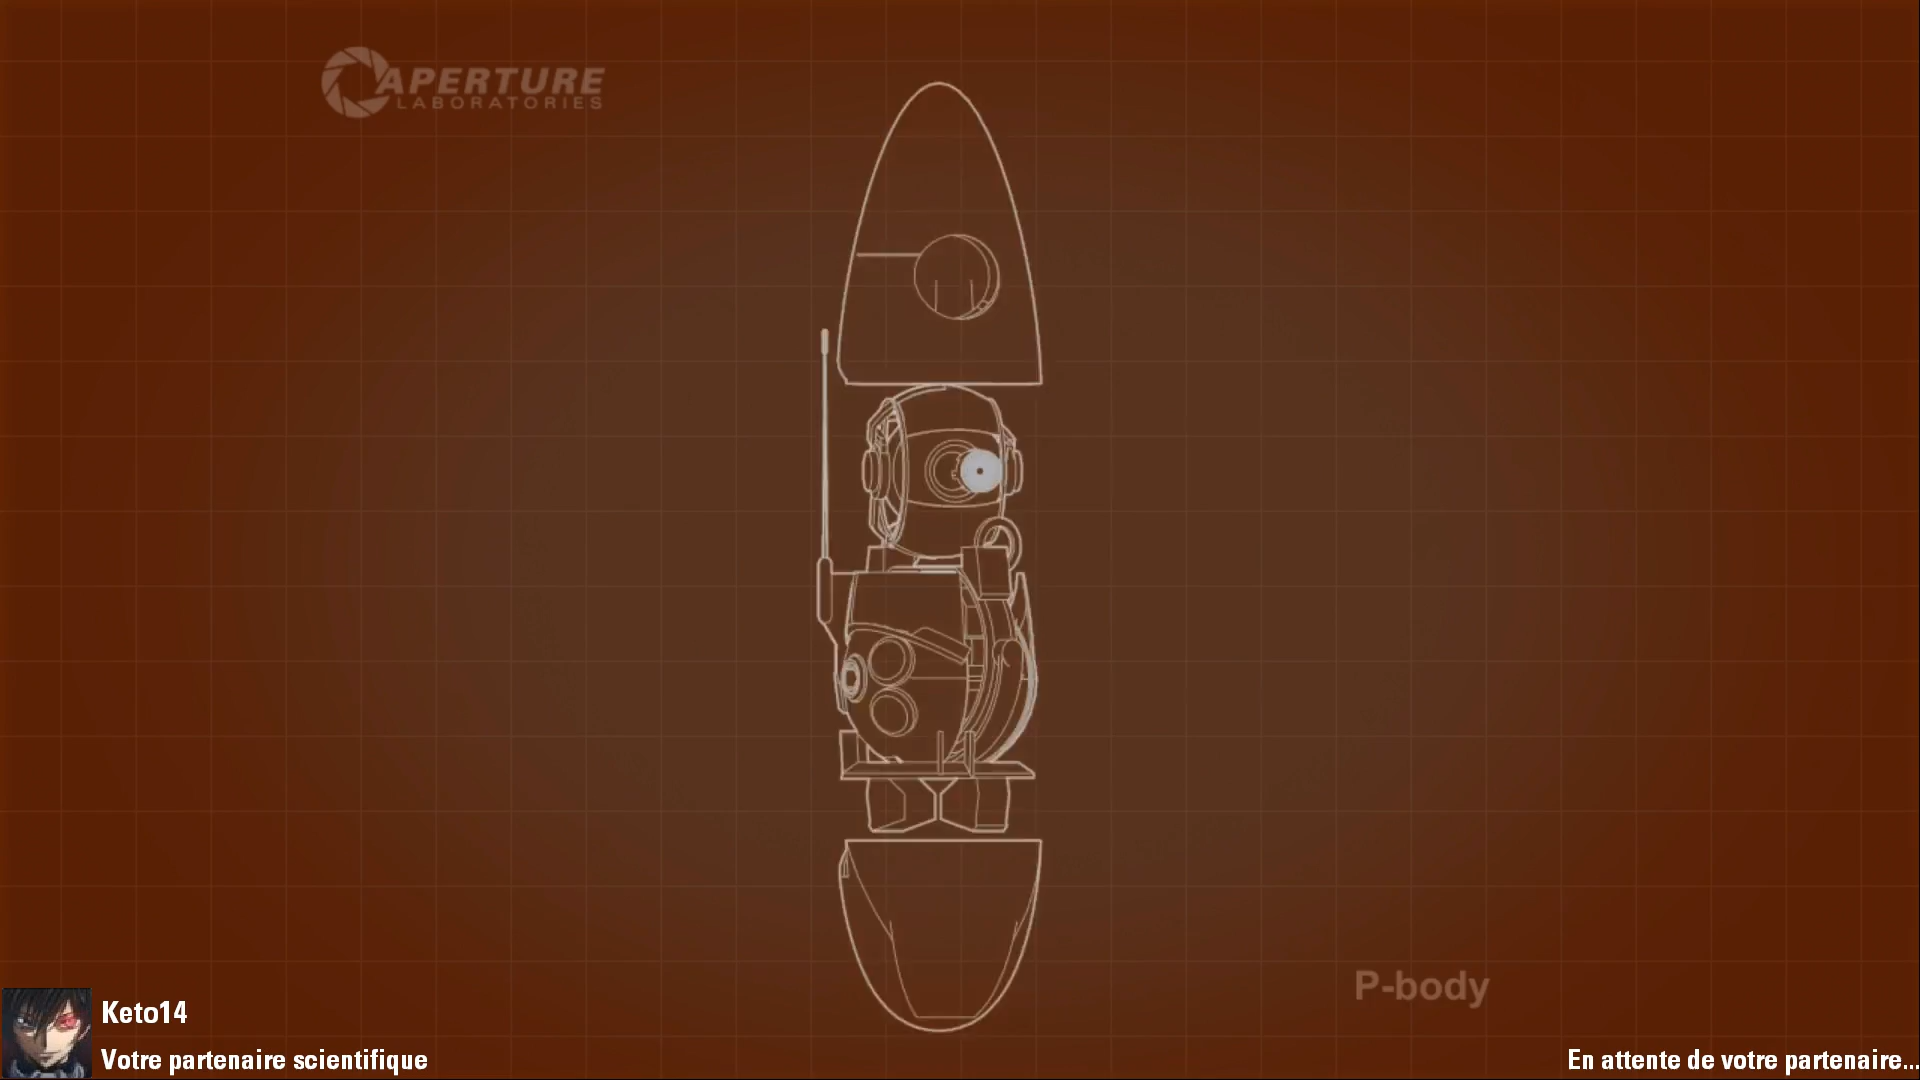 APERTURE
LABORATORIES
P-body
Keto14
Votre partenaire scientifique
En attente de votre partenaire...